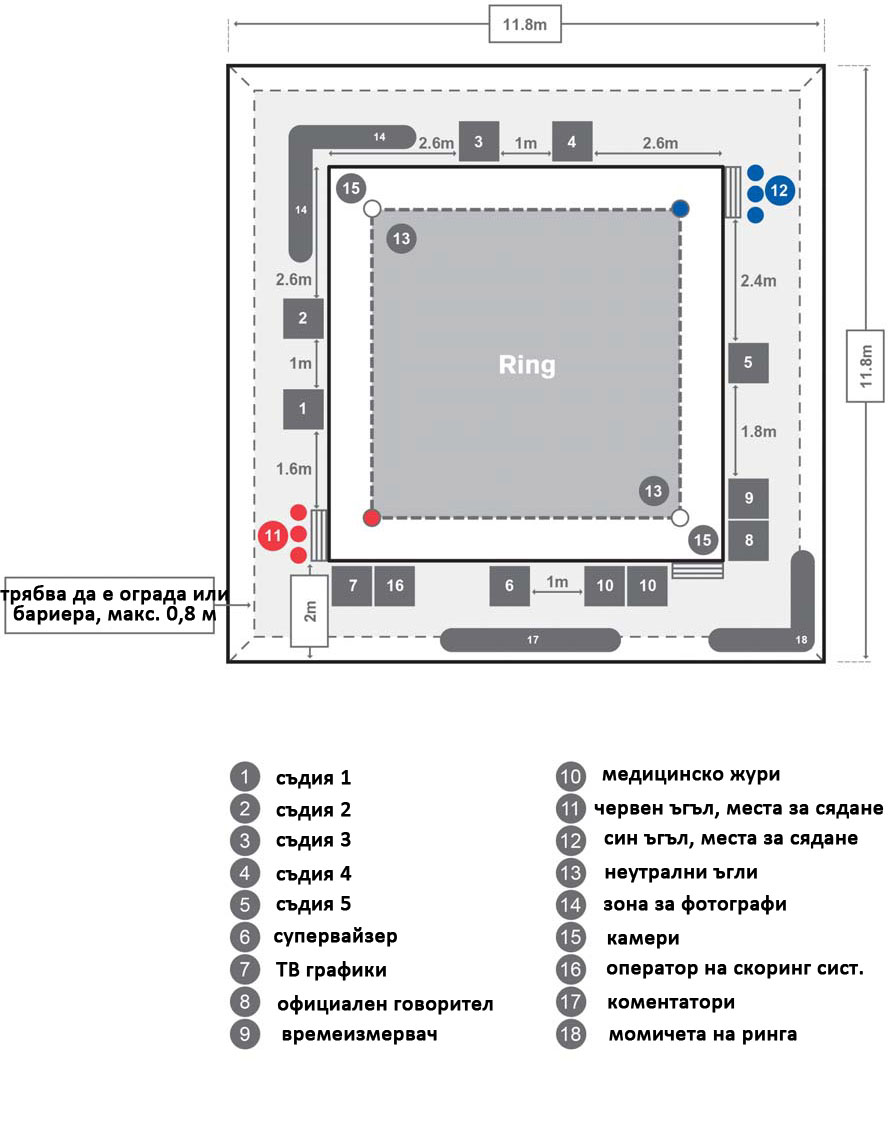 11.8m
14
2.6m
3
1m
4
2.6m
15
12
14
13
2.6m
2.4m
2
1m
Ring
5
11.8m
1
1.8m
1.6m
13
9
11
15
8
трябва да е ограда или
бариера, макс. 0,8 м
2m
7
16
6
1m
10
10
17
18
1 съдия 1
2 съдия 2
3 съдия 3
4 съдия 4
5 съдия 5
6 супервайзер
7 ТВ графики
8 официален говорител
9 времеизмервач
10 медицинско жури
11 червен ъгъл, места за сядане
12 син ъгъл, места за сядане
13 неутрални ъгли
14 зона за фотографи
15 камери
16 оператор на скоринг сист.
17 коментатори
18 момичета на ринга